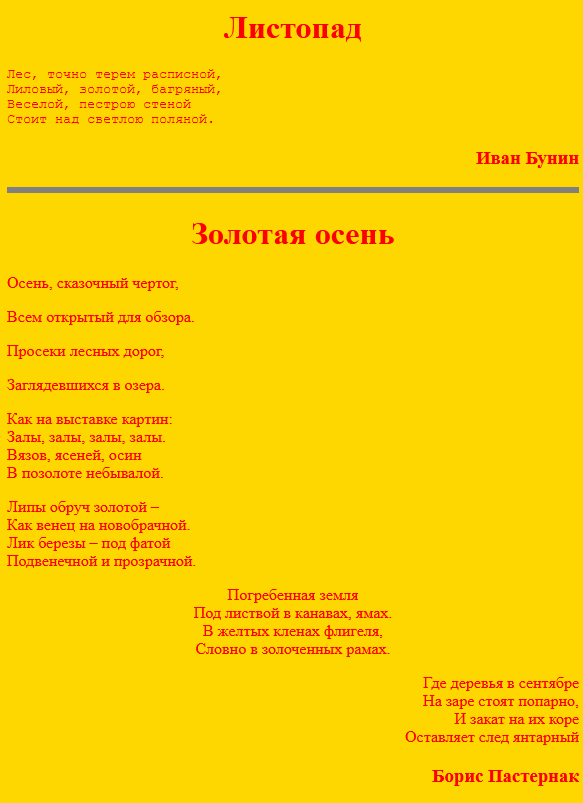 Листопад
Лес, точно терем расписной,
Лиловый, золотой, багряный,
Веселой, пестрою стеной
Стоит над светлою поляной.
Иван Бунин
Золотая осень
Осень, сказочный чертог,
Всем открытый для обзора.
Просеки лесных дорог,
Заглядевшихся в озера.
Как на выставке картин:
Залы, залы, залы, залы.
Вязов, ясеней, осин
В позолоте небывалой.
Липы обруч золотой –
Как венец на новобрачной.
Лик березы – под фатой
Подвенечной и прозрачной.
Погребенная земля
Под листвой в канавах, ямах.
В желтых кленах флигеля,
Словно в золоченных рамах.
Где деревья в сентябре
На заре стоят попарно,
И закат на их коре
Оставляет след янтарный
Борис Пастернак